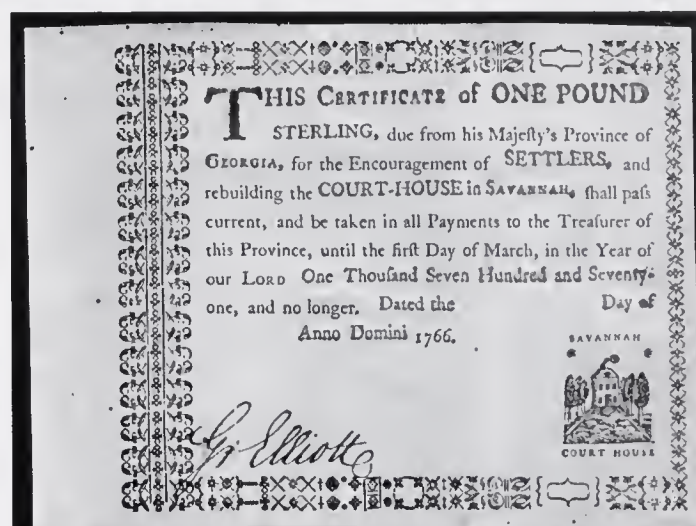 THIS CERTIFICATE of ONE POUND
STERLING, due from his Majeſty's Province of
GEORGIA, for the Encouragement of SETTLERS, and
rebuilding the COURT-HOUSE in SAVANNAH, ſhall paſs
current, and be taken in all Payments to the Treaſurer of
this Province, until the firſt Day of March, in the Year of
our LORD One Thouſand Seven Hundred and Seventy-
one, and no longer. Dated the Day of
Anno Domini 1766.
SAVANNAH
COURT HOUSE
Gr Elliott